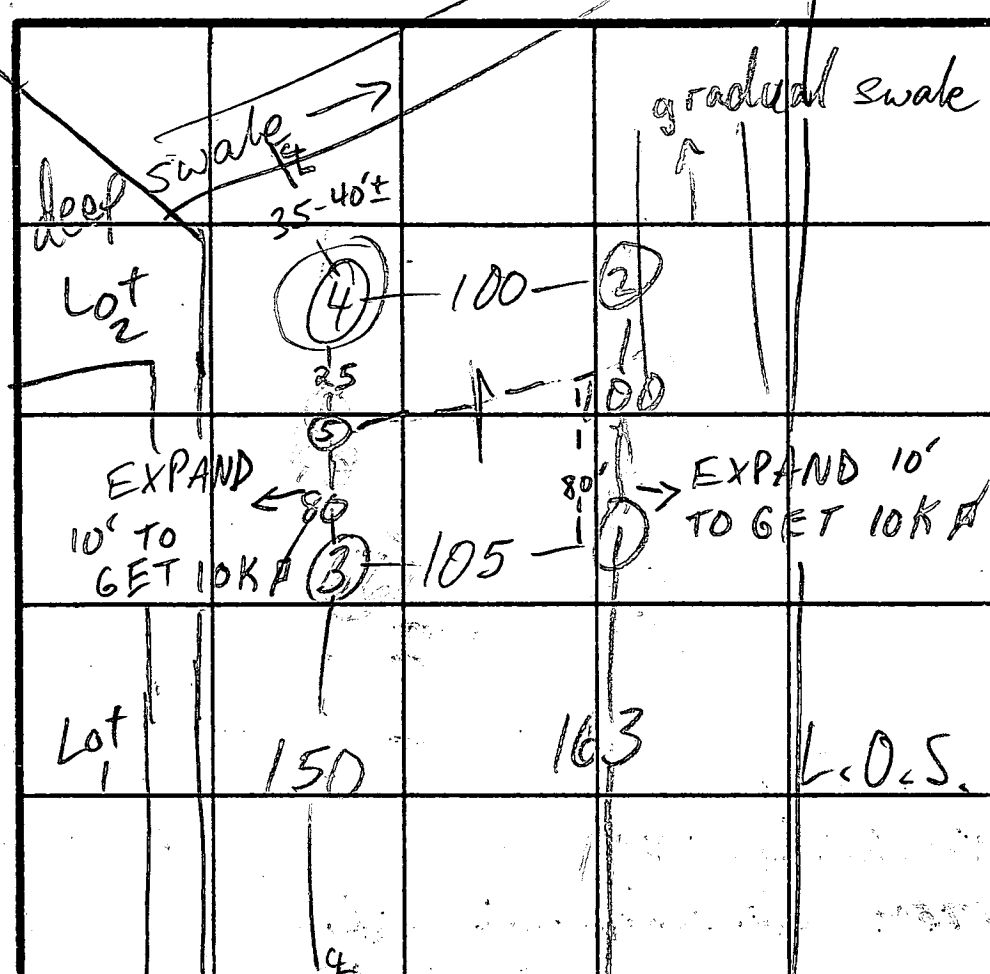 gradual swale
swale
℄
deep
35-40'±
Lot
2
4
100
2
25
100
5
EXPAND
10' TO
GET 10K
80
80'
EXPAND 10'
TO GET 10K
3
105
1
Lot
1
150
163
L.O.S.
℄